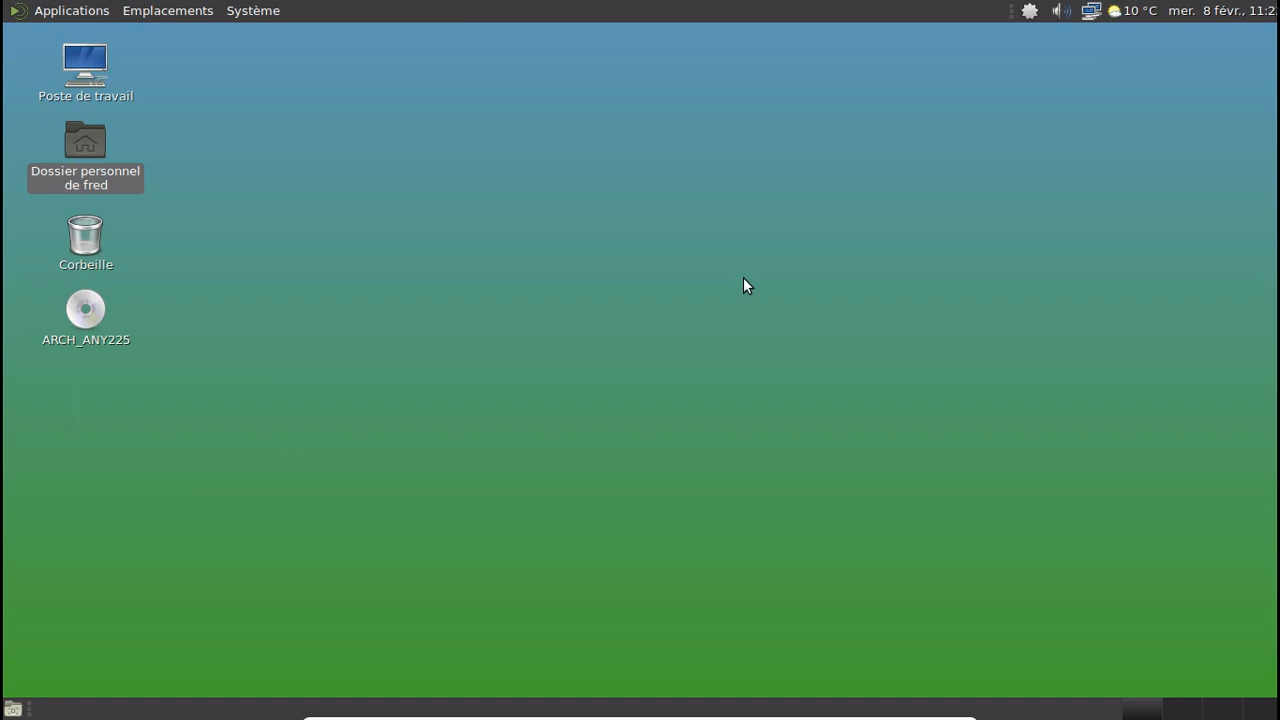 Applications Emplacements Système 10 °C mer. 8 févr., 11:2
Poste de travail
Dossier personnel
de fred
Corbeille
ARCH_ANY225